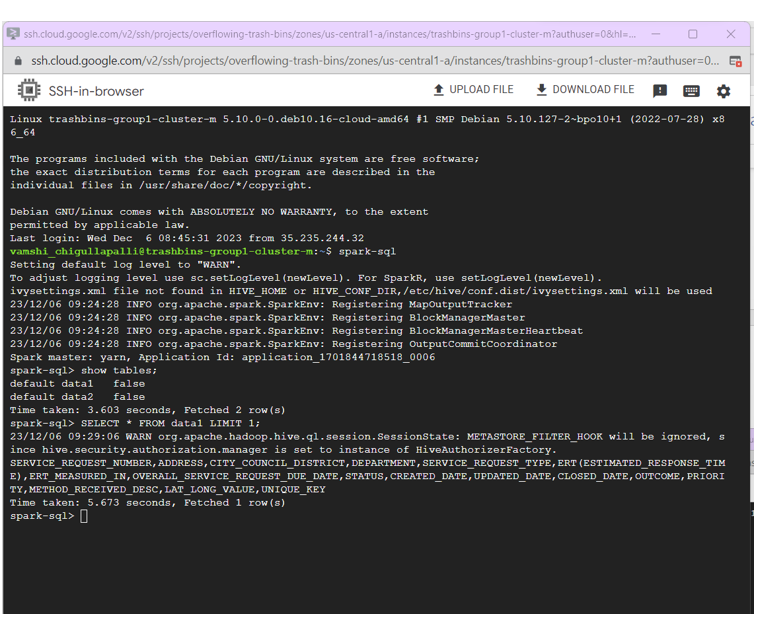 ssh.cloud.google.com/v2/ssh/projects/overflowing-trash-bins/zones/us-central1-a/instances/trashbins-group1-cluster-m?authuser=0&hl=...
ssh.cloud.google.com/v2/ssh/projects/overflowing-trash-bins/zones/us-central1-a/instances/trashbins-group1-cluster-m?authuser=0...
SSH-in-browser
UPLOAD FILE
DOWNLOAD FILE
Linux trashbins-group1-cluster-m 5.10.0-0.deb10.16-cloud-amd64 #1 SMP Debian 5.10.127-2~bpo10+1 (2022-07-28) x8
6_64
The programs included with the Debian GNU/Linux system are free software;
the exact distribution terms for each program are described in the
individual files in /usr/share/doc/*/copyright.
Debian GNU/Linux comes with ABSOLUTELY NO WARRANTY, to the extent
permitted by applicable law.
Last login: Wed Dec  6 08:45:31 2023 from 35.235.244.32
vamshi_chigullapalli@trashbins-group1-cluster-m:~$ spark-sql
Setting default log level to "WARN".
To adjust logging level use sc.setLogLevel(newLevel). For SparkR, use setLogLevel(newLevel).
ivysettings.xml file not found in HIVE_HOME or HIVE_CONF_DIR,/etc/hive/conf.dist/ivysettings.xml will be used
23/12/06 09:24:28 INFO org.apache.spark.SparkEnv: Registering MapOutputTracker
23/12/06 09:24:28 INFO org.apache.spark.SparkEnv: Registering BlockManagerMaster
23/12/06 09:24:28 INFO org.apache.spark.SparkEnv: Registering BlockManagerMasterHeartbeat
23/12/06 09:24:28 INFO org.apache.spark.SparkEnv: Registering OutputCommitCoordinator
Spark master: yarn, Application Id: application_1701844718518_0006
spark-sql> show tables;
default data1   false
default data2   false
Time taken: 3.603 seconds, Fetched 2 row(s)
spark-sql> SELECT * FROM data1 LIMIT 1;
23/12/06 09:29:06 WARN org.apache.hadoop.hive.ql.session.SessionState: METASTORE_FILTER_HOOK will be ignored, s
ince hive.security.authorization.manager is set to instance of HiveAuthorizerFactory.
SERVICE_REQUEST_NUMBER,ADDRESS,CITY_COUNCIL_DISTRICT,DEPARTMENT,SERVICE_REQUEST_TYPE,ERT(ESTIMATED_RESPONSE_TIM
E),ERT_MEASURED_IN,OVERALL_SERVICE_REQUEST_DUE_DATE,STATUS,CREATED_DATE,UPDATED_DATE,CLOSED_DATE,OUTCOME,PRIORI
TY,METHOD_RECEIVED_DESC,LAT_LONG_VALUE,UNIQUE_KEY
Time taken: 5.673 seconds, Fetched 1 row(s)
spark-sql>